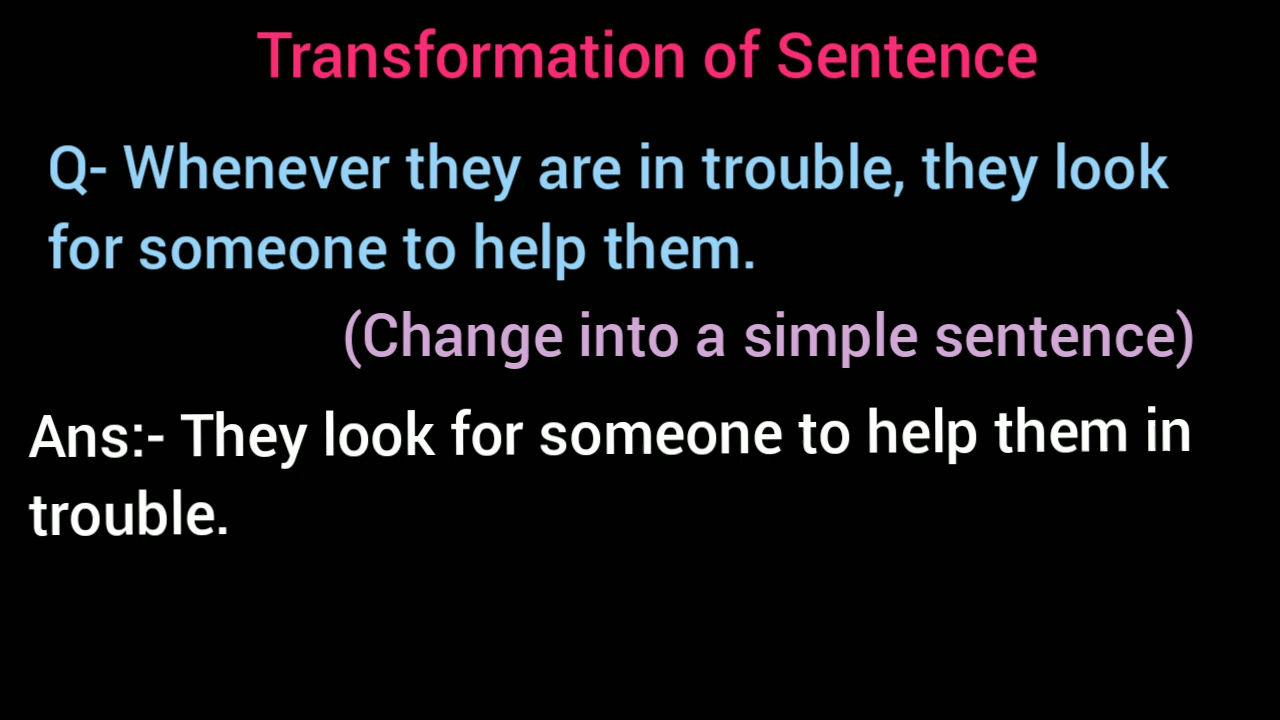 Transformation of Sentence
Q- Whenever they are in trouble, they look
for someone to help them.
(Change into a simple sentence)
Ans:- They look for someone to help them in
trouble.